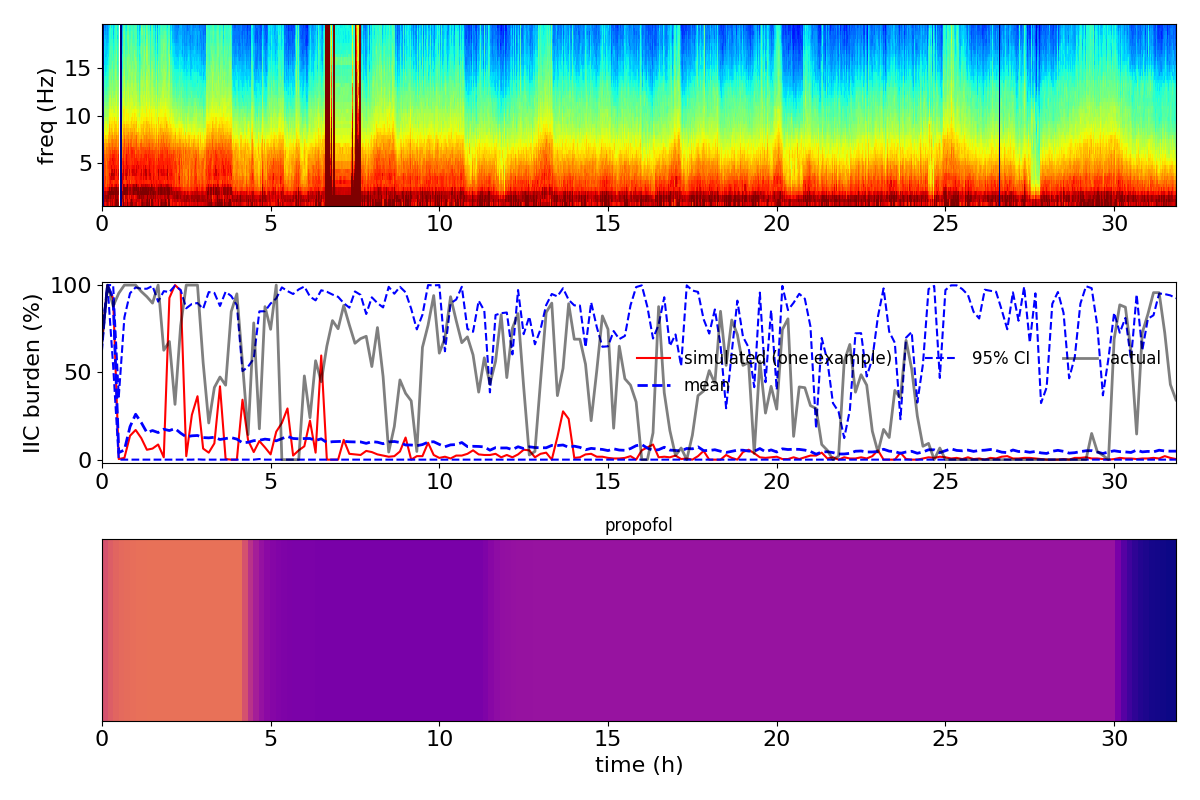 freq (Hz)
15
10
5
0 5 10 15 20 25 30
IIC burden (%)
100
50
0
simulated (one example) 95% CI actual
mean
0 5 10 15 20 25 30
propofol
0 5 10 15 20 25 30
time (h)